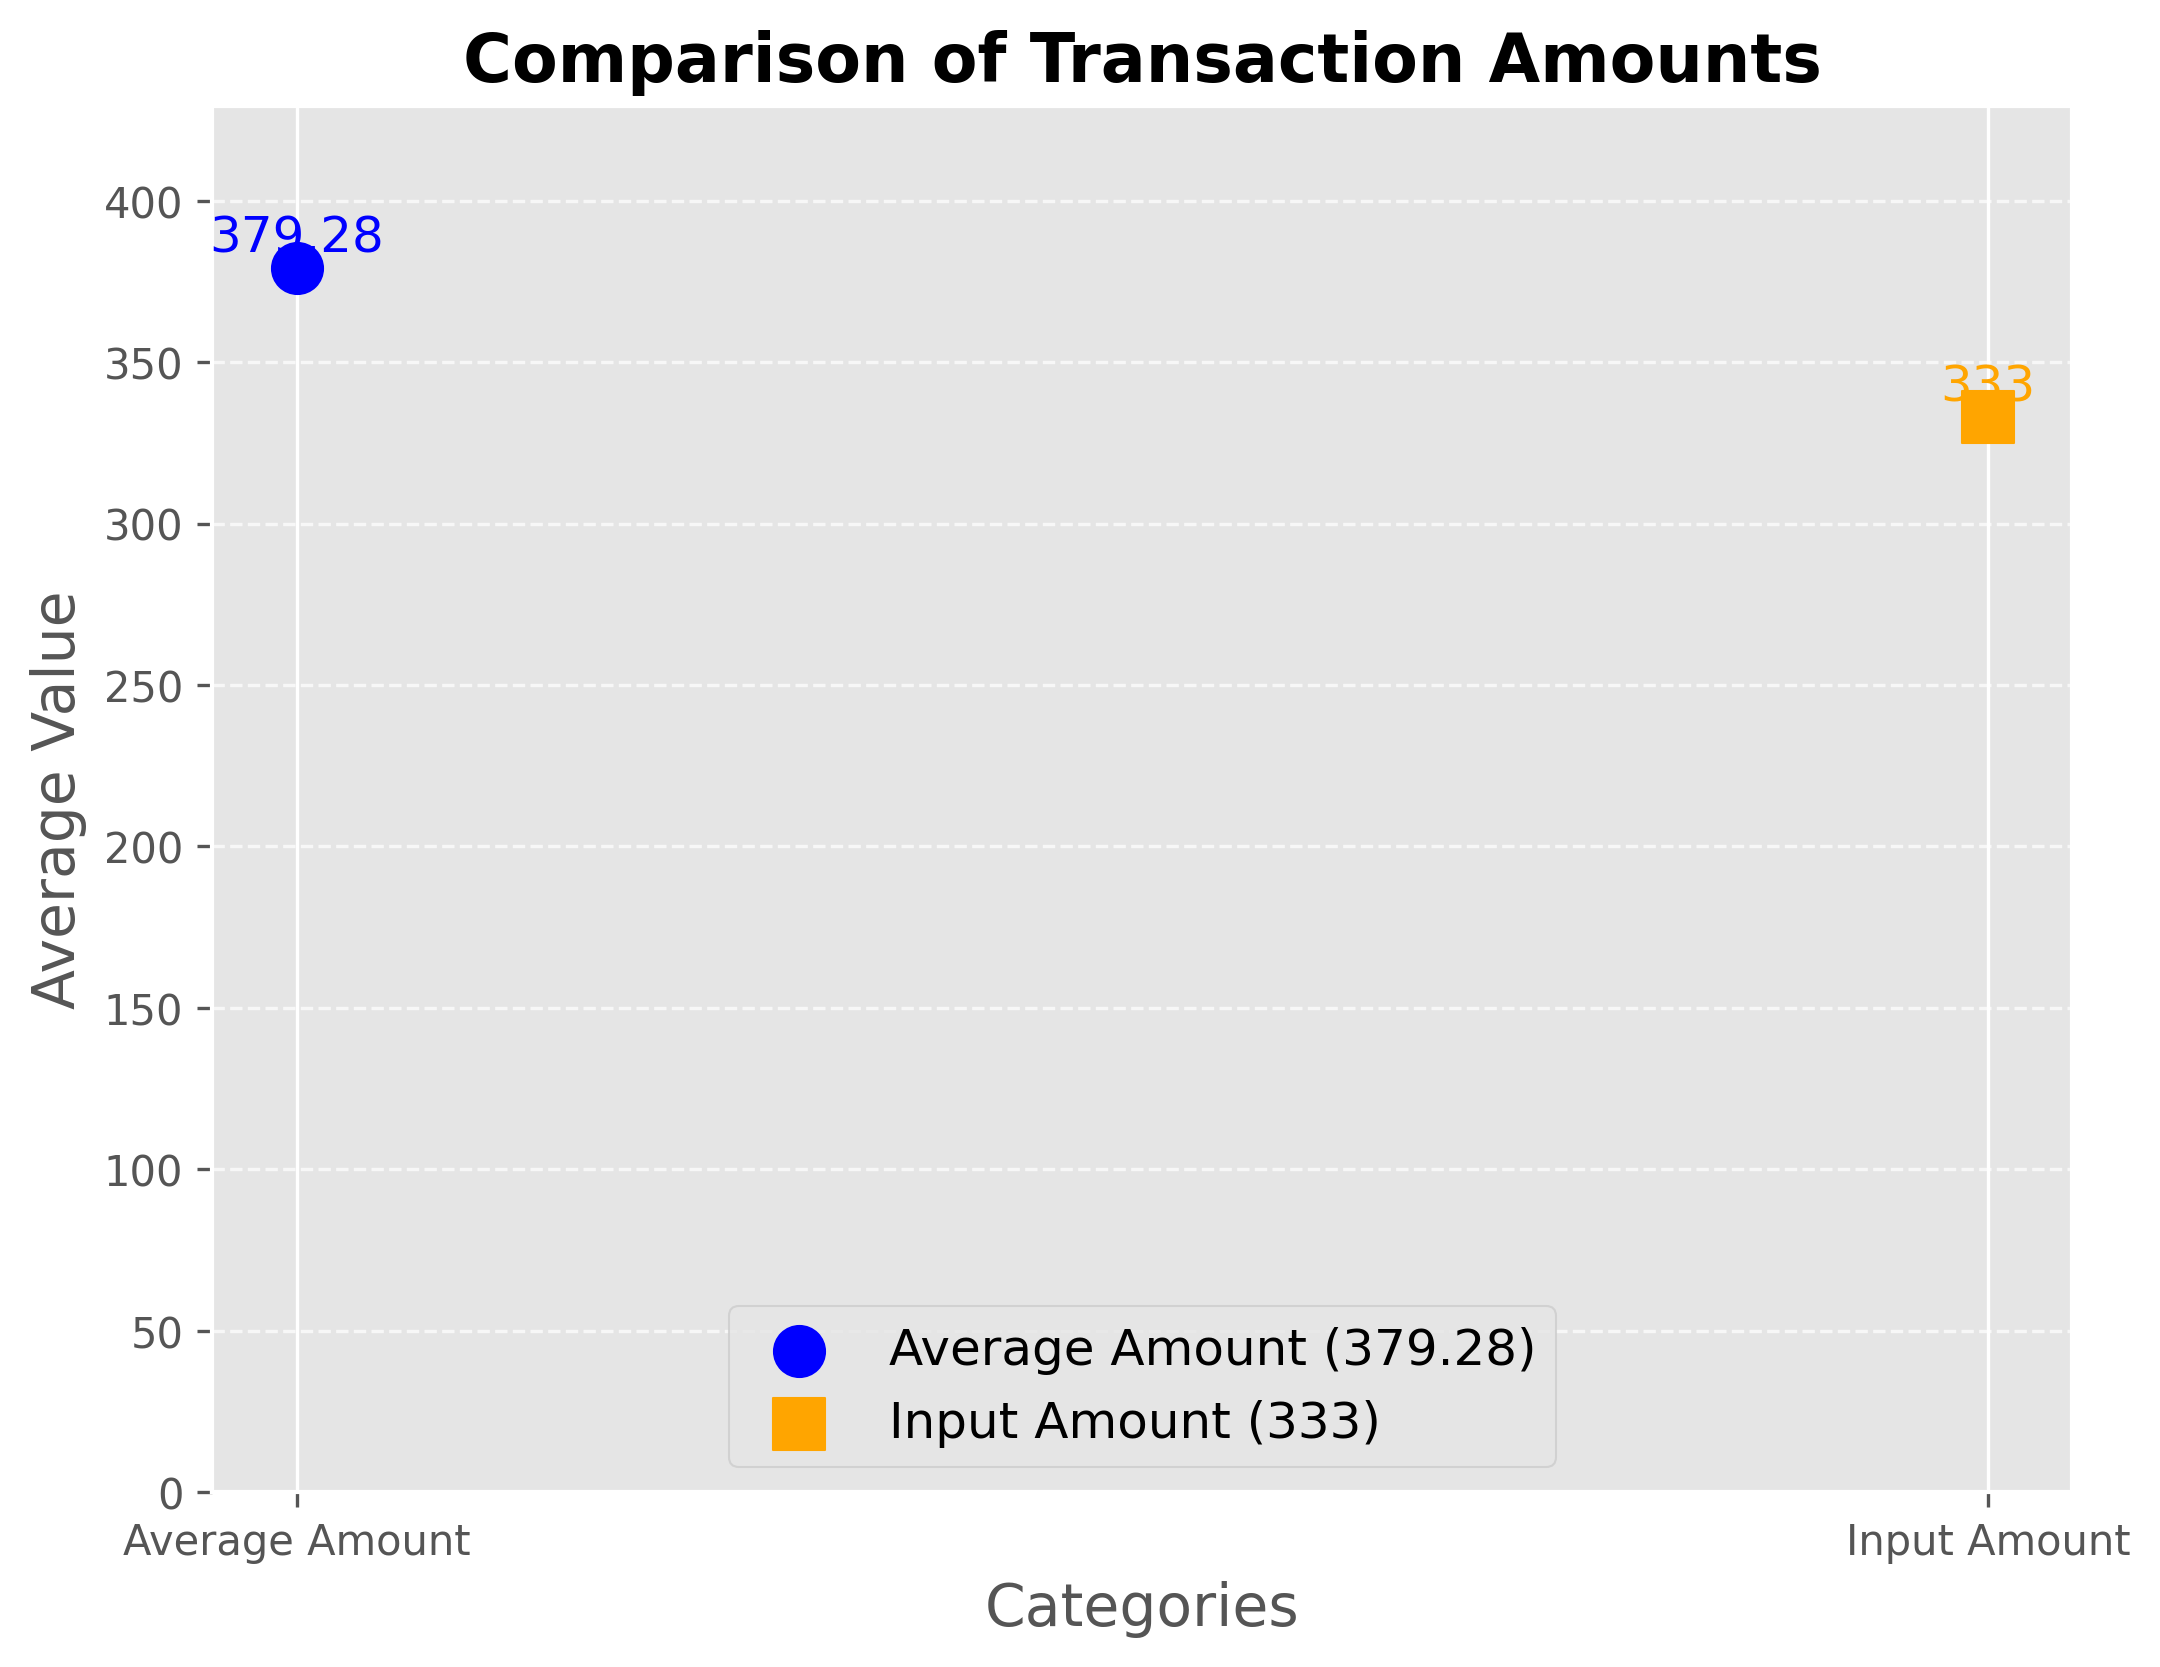 Comparison of Transaction Amounts
Average Value
400
350
300
250
200
150
100
50
0
379.28
333
Average Amount (379.28)
Input Amount (333)
Average Amount
Input Amount
Categories